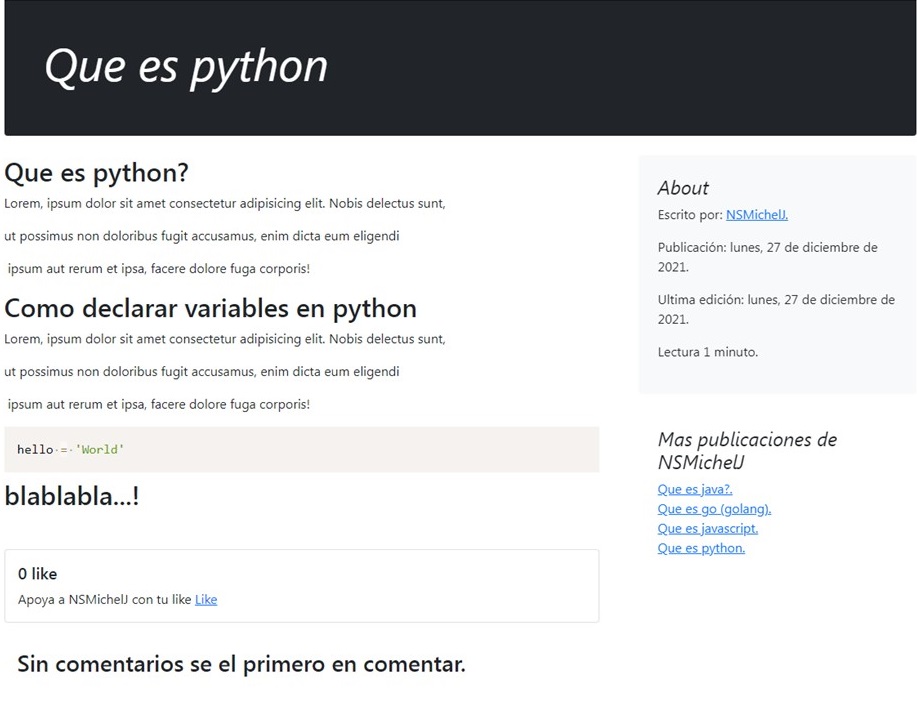 Que es python
Que es python?
Lorem, ipsum dolor sit amet consectetur adipisicing elit. Nobis delectus sunt,
ut possimus non doloribus fugit accusamus, enim dicta eum eligendi
ipsum aut rerum et ipsa, facere dolore fuga corporis!
Como declarar variables en python
Lorem, ipsum dolor sit amet consectetur adipisicing elit. Nobis delectus sunt,
ut possimus non doloribus fugit accusamus, enim dicta eum eligendi
ipsum aut rerum et ipsa, facere dolore fuga corporis!
hello·=·'World'
blablabla...!
0 like
Apoya a NSMichelJ con tu like Like
Sin comentarios se el primero en comentar.
About
Escrito por: NSMichelJ.
Publicación: lunes, 27 de diciembre de
2021.
Ultima edición: lunes, 27 de diciembre de
2021.
Lectura 1 minuto.
Mas publicaciones de
NSMichelJ
Que es java?.
Que es go (golang).
Que es javascript.
Que es python.